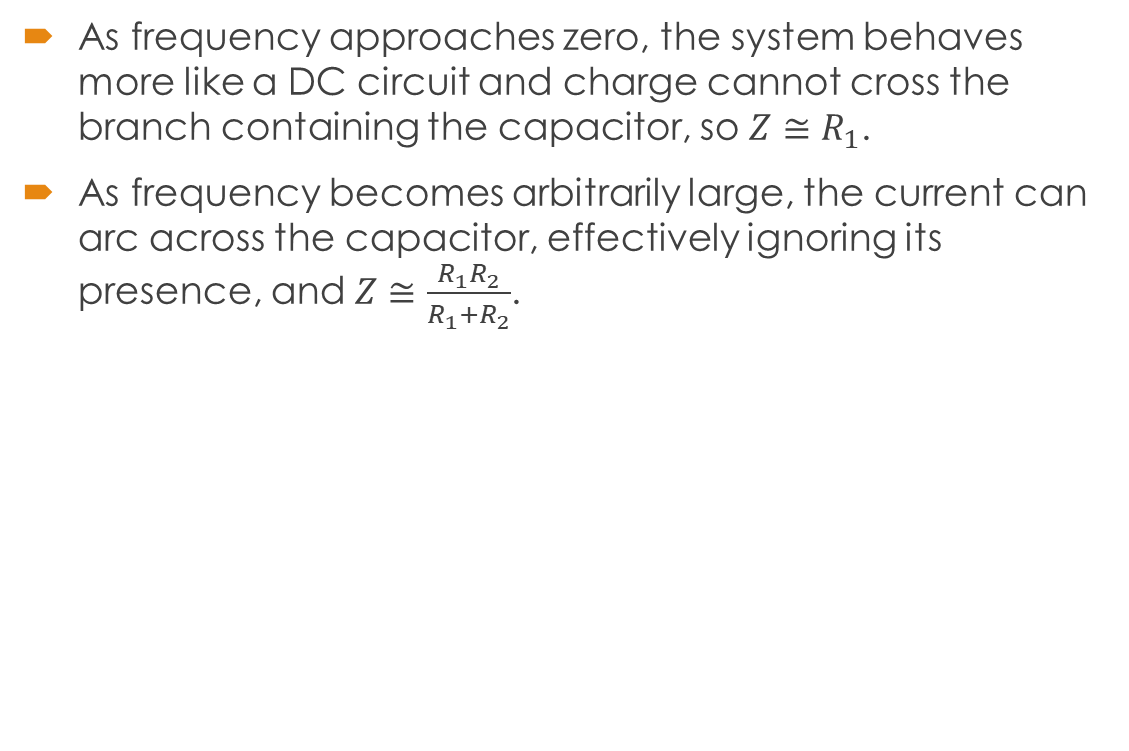 As frequency approaches zero, the system behaves
more like a DC circuit and charge cannot cross the
branch containing the capacitor, so Z ≅ R₁.
As frequency becomes arbitrarily large, the current can
arc across the capacitor, effectively ignoring its
presence, and Z ≅ R₁R₂/R₁+R₂.